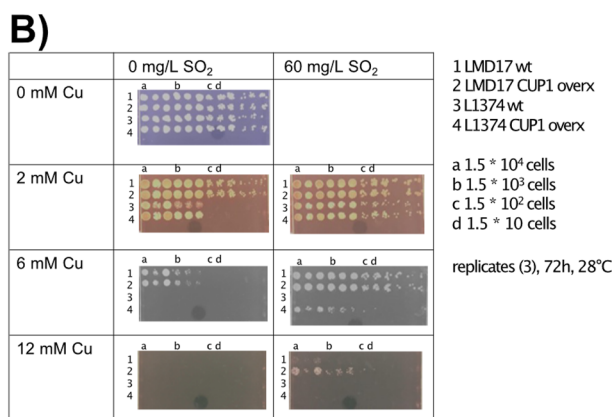 B)
0 mg/L SO₂ 60 mg/L SO₂
0 mM Cu
a b c d
1
2
3
4
2 mM Cu
a b c d
1
2
3
4
a b c d
1
2
3
4
6 mM Cu
a b c d
1
2
3
4
a b c d
1
2
3
4
12 mM Cu
a b c d
1
2
3
4
a b c d
1
2
3
4
1 LMD17 wt
2 LMD17 CUP1 overx
3 L1374 wt
4 L1374 CUP1 overx
a 1.5 * 10⁴ cells
b 1.5 * 10³ cells
c 1.5 * 10² cells
d 1.5 * 10 cells
replicates (3), 72h, 28°C